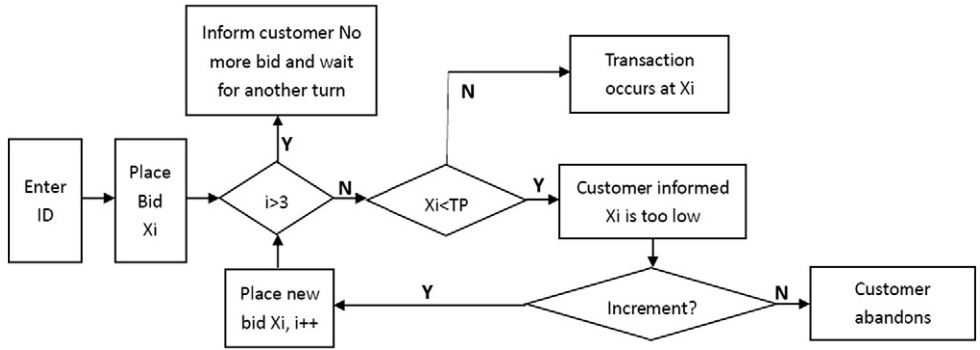 Inform customer No
more bid and wait
for another turn
Transaction
occurs at Xi
Y
N
Enter
ID
Place
Bid
Xi
i>3
N
Xi<TP
Y
Customer informed
Xi is too low
Place new
bid Xi, i++
Y
Increment?
N
Customer
abandons